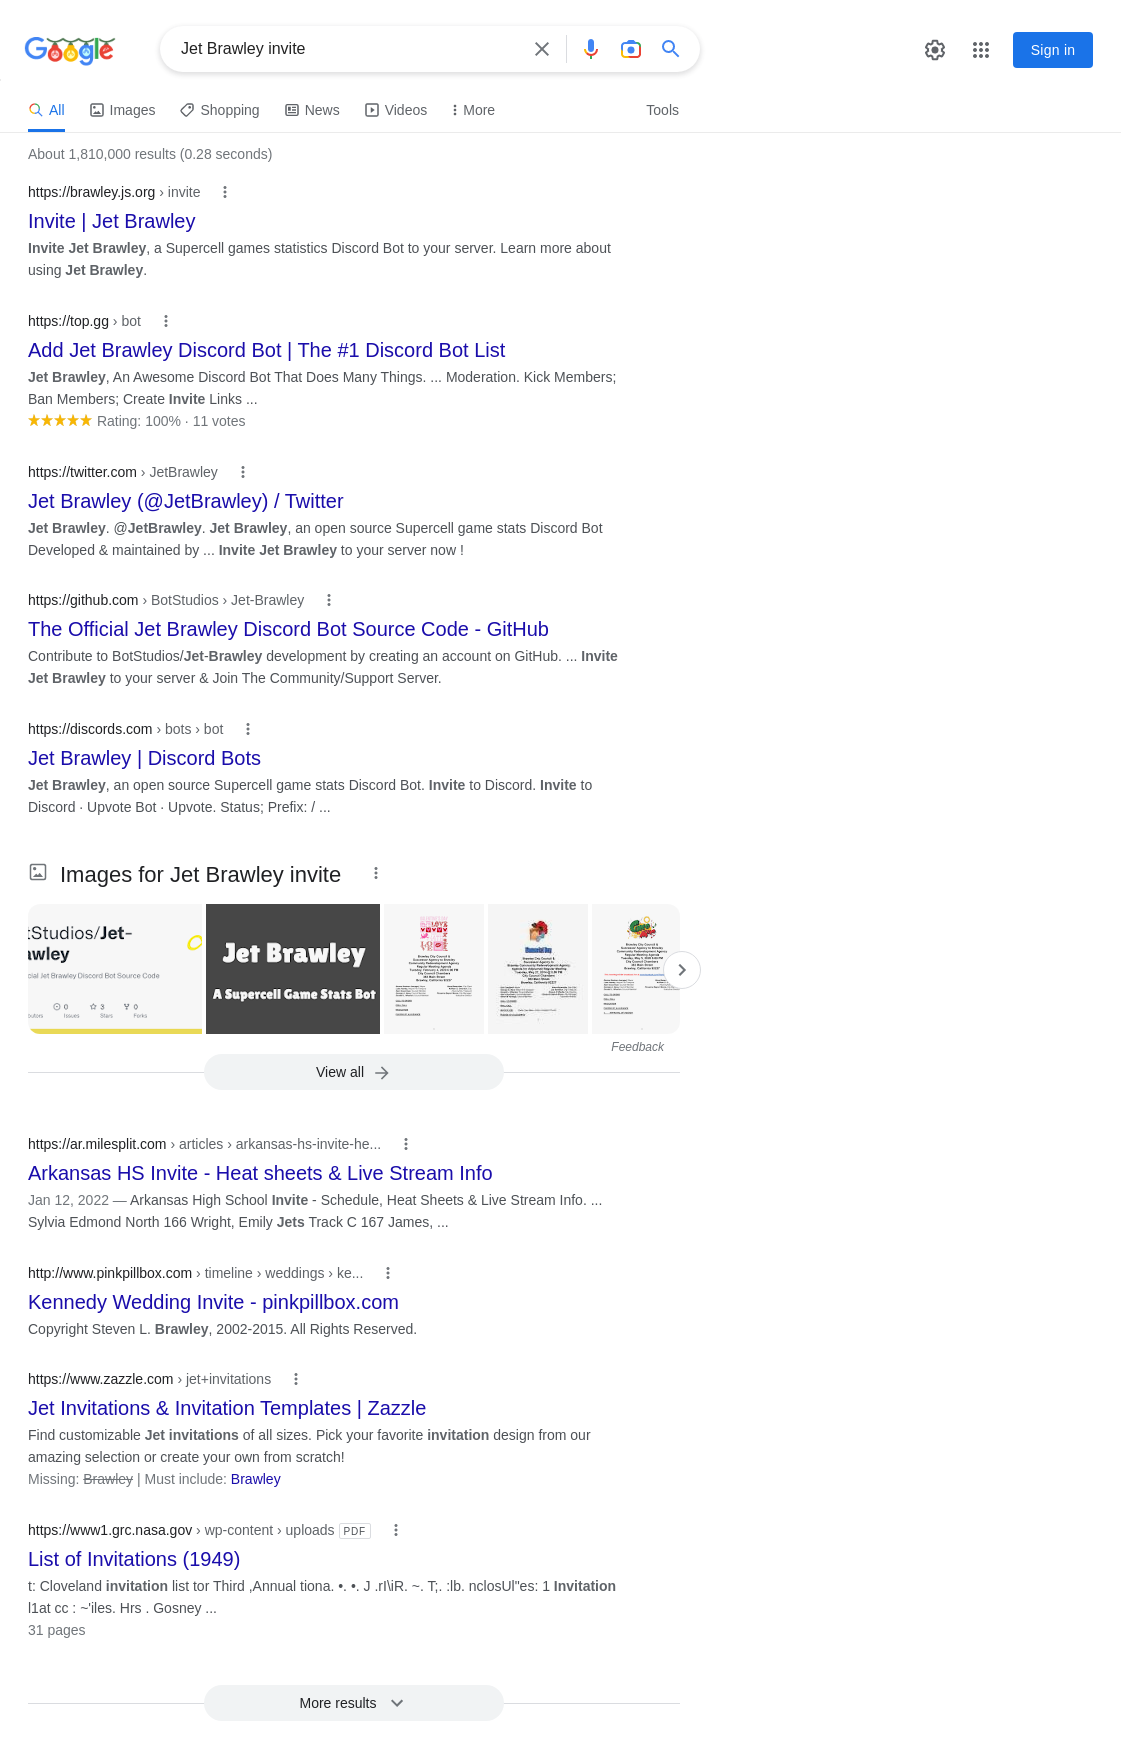 Google
Jet Brawley invite
Sign in
All Images Shopping News Videos More Tools
About 1,810,000 results (0.28 seconds)
https://brawley.js.org › invite
Invite | Jet Brawley
Invite Jet Brawley, a Supercell games statistics Discord Bot to your server. Learn more about
using Jet Brawley.
https://top.gg › bot
Add Jet Brawley Discord Bot | The #1 Discord Bot List
Jet Brawley, An Awesome Discord Bot That Does Many Things. ... Moderation. Kick Members;
Ban Members; Create Invite Links ...
Rating: 100% · 11 votes
https://twitter.com › JetBrawley
Jet Brawley (@JetBrawley) / Twitter
Jet Brawley. @JetBrawley. Jet Brawley, an open source Supercell game stats Discord Bot
Developed & maintained by ... Invite Jet Brawley to your server now !
https://github.com › BotStudios › Jet-Brawley
The Official Jet Brawley Discord Bot Source Code - GitHub
Contribute to BotStudios/Jet-Brawley development by creating an account on GitHub. ... Invite
Jet Brawley to your server & Join The Community/Support Server.
https://discords.com › bots › bot
Jet Brawley | Discord Bots
Jet Brawley, an open source Supercell game stats Discord Bot. Invite to Discord. Invite to
Discord · Upvote Bot · Upvote. Status; Prefix: / ...
Images for Jet Brawley invite
tStudios/Jet-
awley
cial Jet Brawley Discord Bot Source Code
0 3 0
butors Issues Stars Forks
Jet Brawley
A Supercell Game Stats Bot
Feedback
View all
https://ar.milesplit.com › articles › arkansas-hs-invite-he...
Arkansas HS Invite - Heat sheets & Live Stream Info
Jan 12, 2022 — Arkansas High School Invite - Schedule, Heat Sheets & Live Stream Info. ...
Sylvia Edmond North 166 Wright, Emily Jets Track C 167 James, ...
http://www.pinkpillbox.com › timeline › weddings › ke...
Kennedy Wedding Invite - pinkpillbox.com
Copyright Steven L. Brawley, 2002-2015. All Rights Reserved.
https://www.zazzle.com › jet+invitations
Jet Invitations & Invitation Templates | Zazzle
Find customizable Jet invitations of all sizes. Pick your favorite invitation design from our
amazing selection or create your own from scratch!
Missing: Brawley | Must include: Brawley
https://www1.grc.nasa.gov › wp-content › uploads PDF
List of Invitations (1949)
t: Cloveland invitation list tor Third ,Annual tiona. •. •. J .rI\iR. ~. T;. :lb. nclosUl"es: 1 Invitation
l1at cc : ~'iles. Hrs . Gosney ...
31 pages
More results